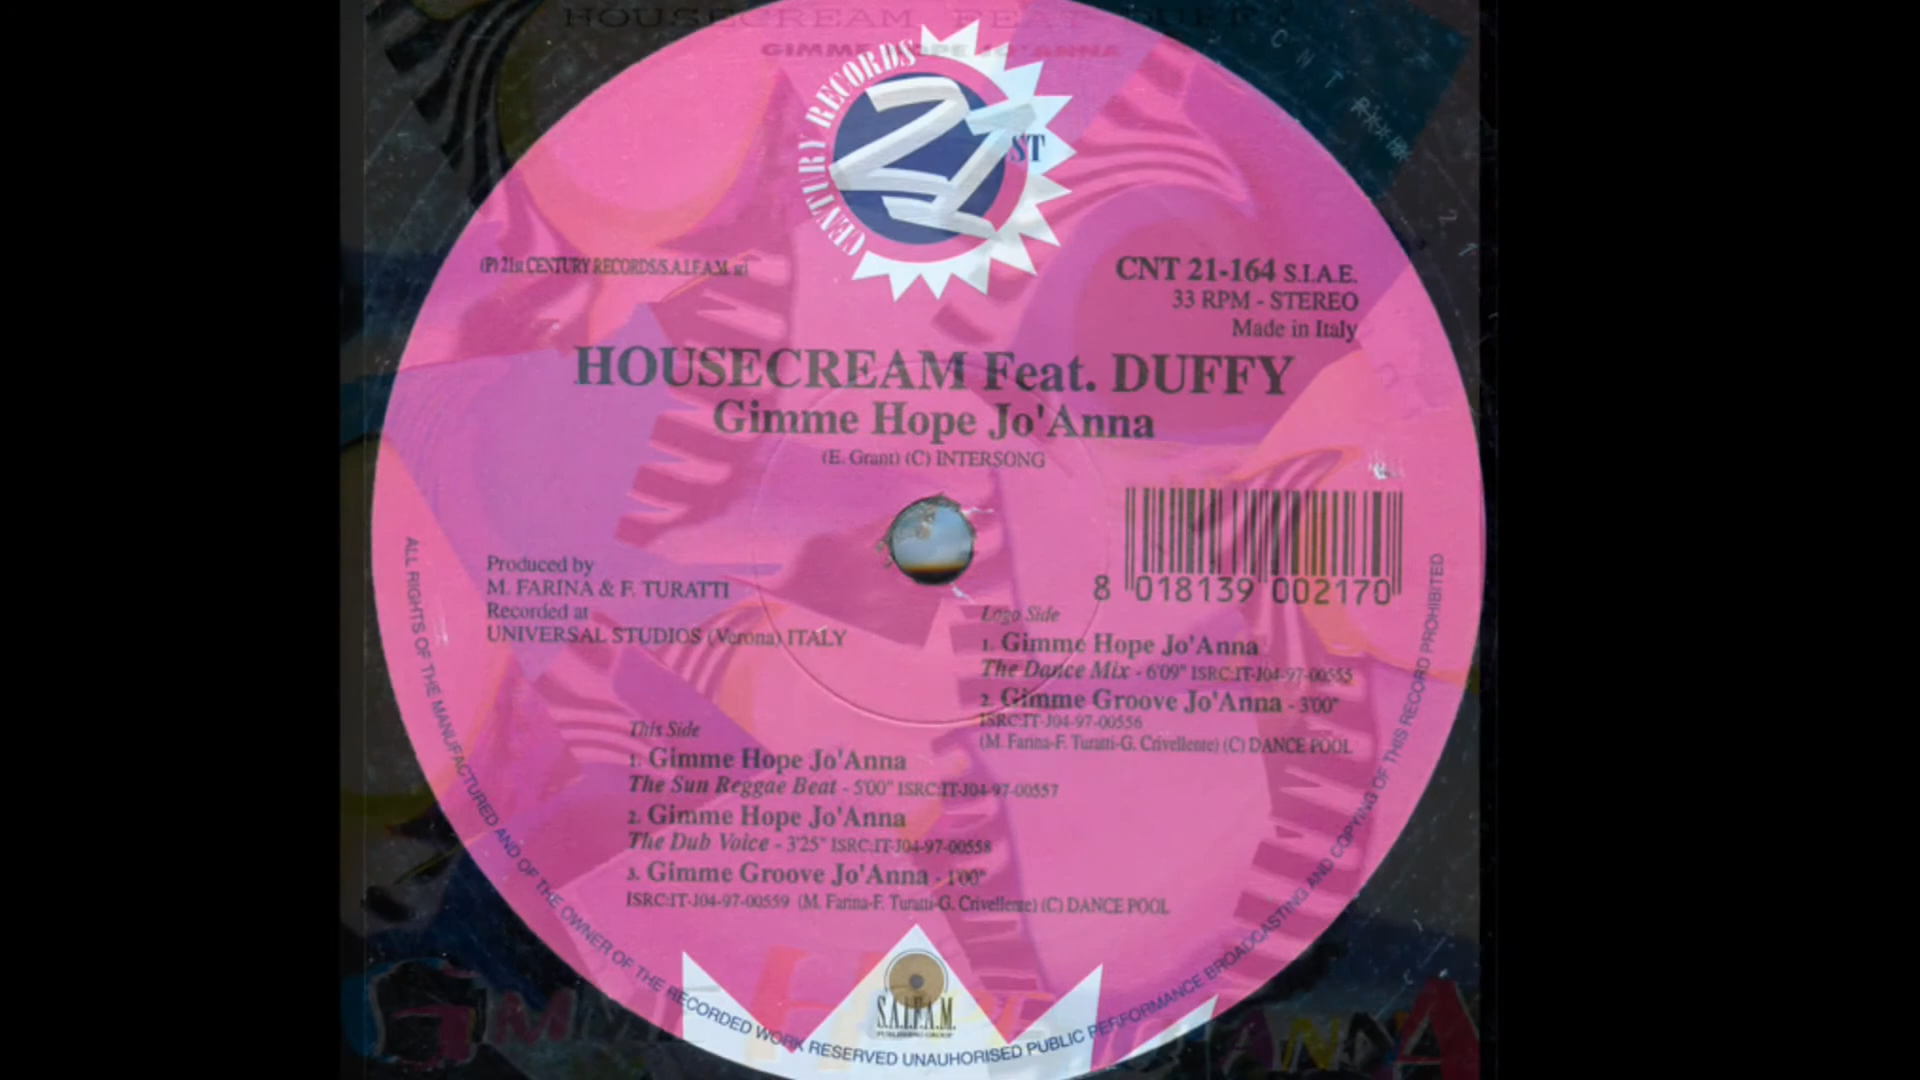 HOUSECREAM FEAT DUFFY
GIMME HOPE JO'ANNA
21ST
CENTURY RECORDS
(P) 21st CENTURY RECORDS/S.A.I.F.A.M. srl
CNT 21-164 S.I.A.E.
33 RPM - STEREO
Made in Italy
HOUSECREAM Feat. DUFFY
Gimme Hope Jo'Anna
(E. Grant) (C) INTERSONG
8 018139 002170
Produced by
M. FARINA & F. TURATTI
Recorded at
UNIVERSAL STUDIOS (Verona) ITALY
Logo Side
1. Gimme Hope Jo'Anna
The Dance Mix - 6'09" ISRC:IT-J04-97-00555
2. Gimme Groove Jo'Anna - 3'00"
ISRC:IT-J04-97-00556
(M. Farina-F. Turatti-G. Crivellente) (C) DANCE POOL
This Side
1. Gimme Hope Jo'Anna
The Sun Reggae Beat - 5'00" ISRC:IT-J04-97-00557
2. Gimme Hope Jo'Anna
The Dub Voice - 3'25" ISRC:IT-J04-97-00558
3. Gimme Groove Jo'Anna - 1'00"
ISRC:IT-J04-97-00559 (M. Farina-F. Turatti-G. Crivellente) (C) DANCE POOL
S.A.I.F.A.M.
PUBLISHING GROUP
ALL RIGHTS OF THE MANUFACTURED AND OF THE OWNER OF THE RECORDED WORK RESERVED UNAUHORISED PUBLIC PERFORMANCE BROADCASTING AND COPYING OF THIS RECORD PROHIBITED
GIMME HOPE JO'ANNA